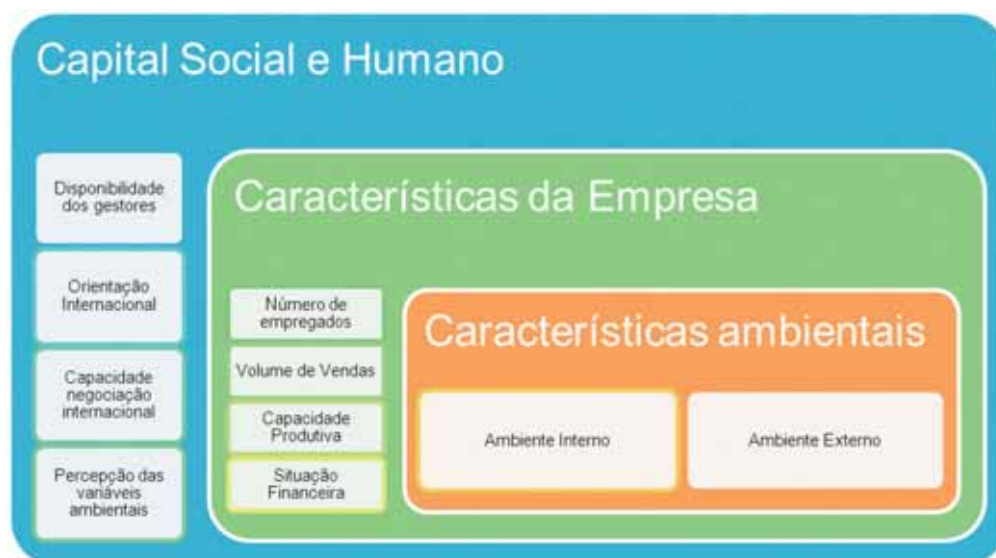 Capital Social e Humano
Disponibilidade
dos gestores
Orientação
Internacional
Capacidade
negociação
internacional
Percepção das
variáveis
ambientais
Características da Empresa
Número de
empregados
Volume de Vendas
Capacidade
Produtiva
Situação
Financeira
Características ambientais
Ambiente Interno
Ambiente Externo